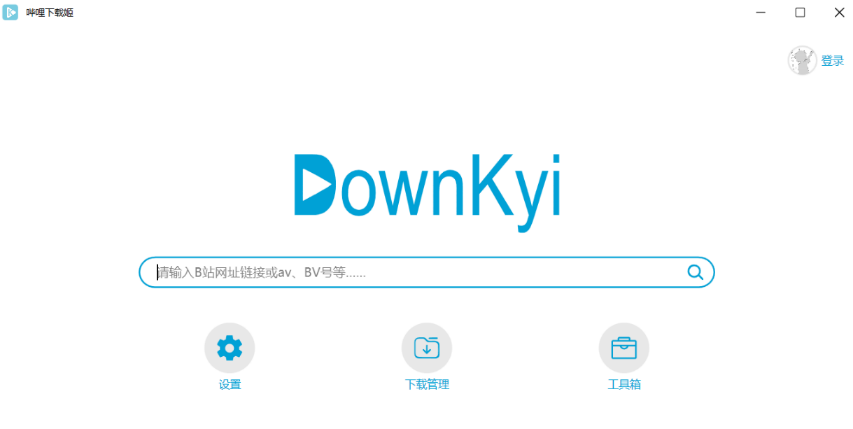 哔哩下载姬
登录
DownKyi
请输入B站网址链接或av、BV号等......
设置
下载管理
工具箱